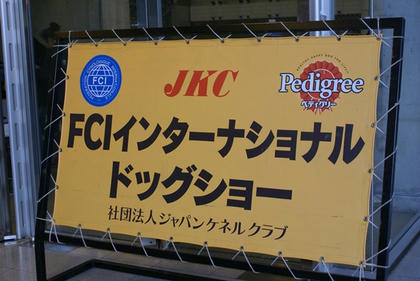 FCI
JKC
Pedigree
ペディグリー
FCIインターナショナル
ドッグショー
社団法人ジャパンケネルクラブ